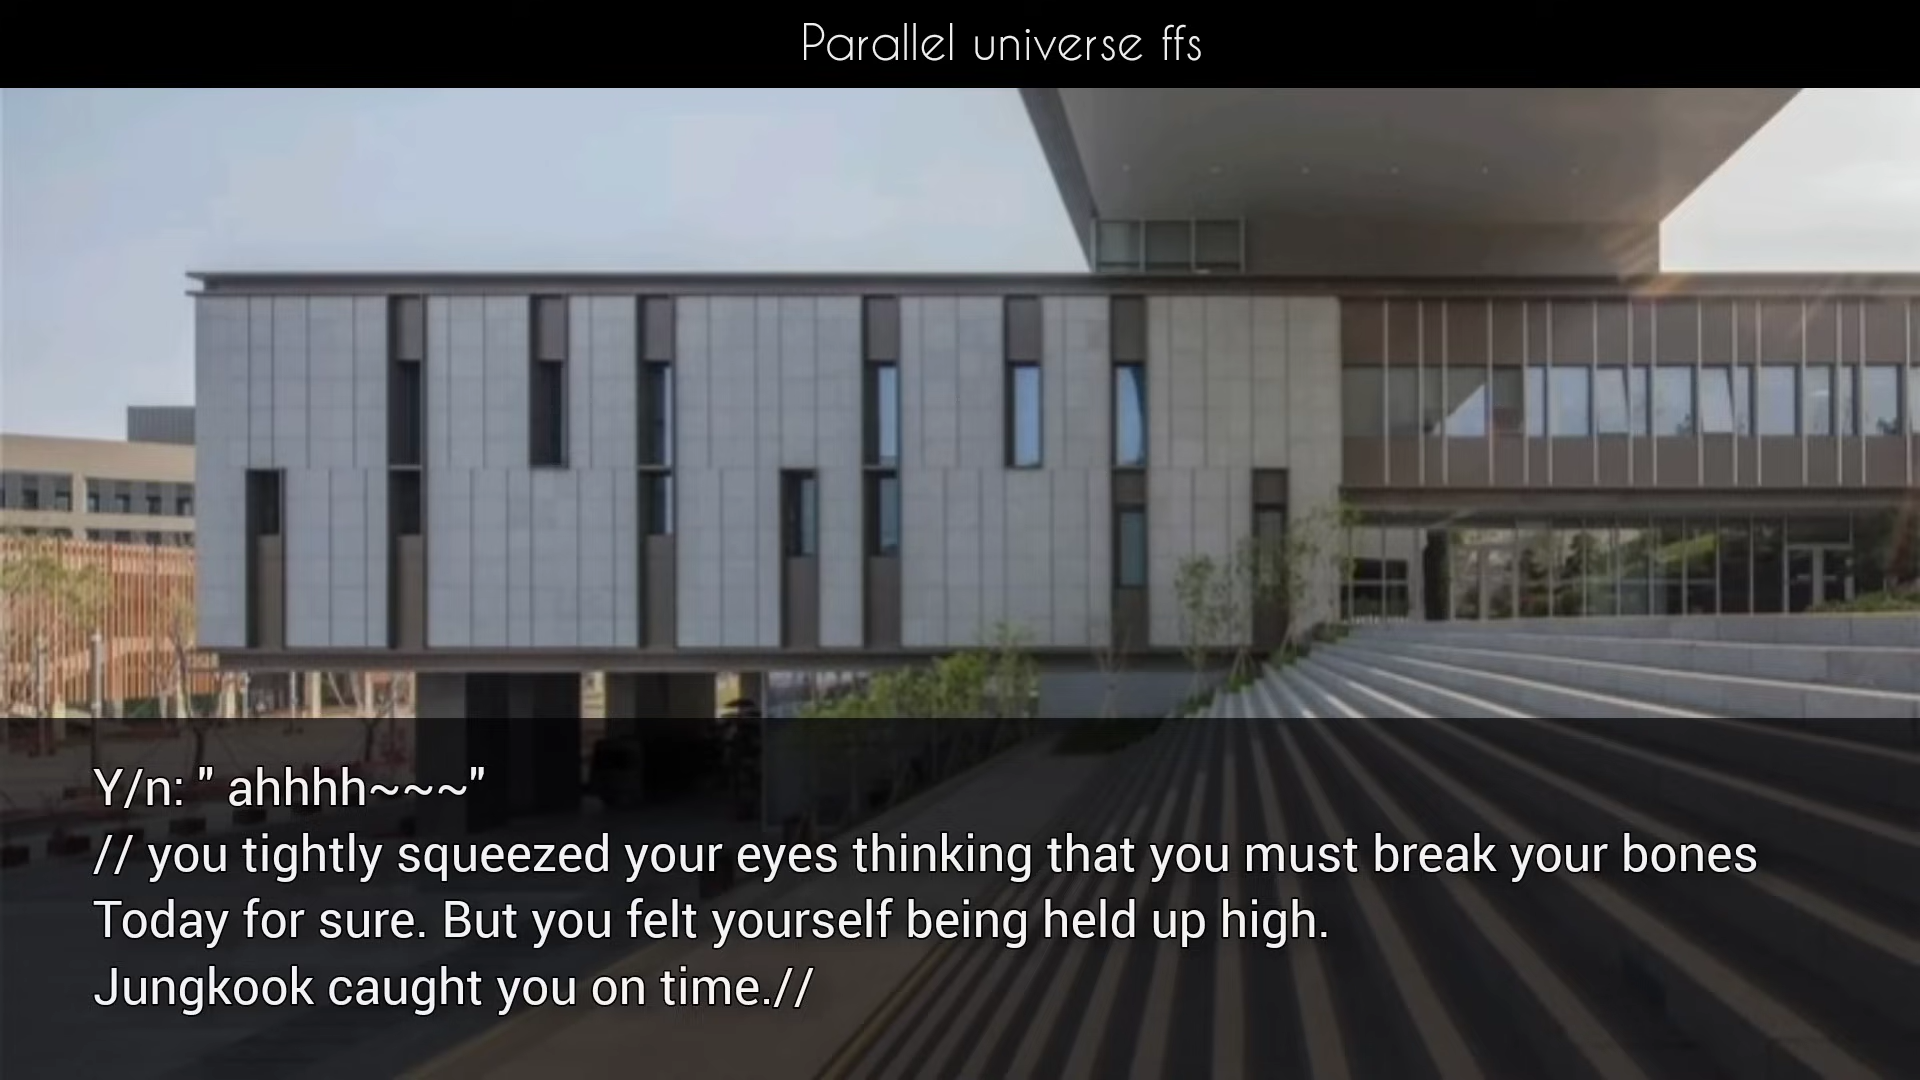 Parallel universe ffs
Y/n: " ahhhh~~~"
// you tightly squeezed your eyes thinking that you must break your bones
Today for sure. But you felt yourself being held up high.
Jungkook caught you on time.//